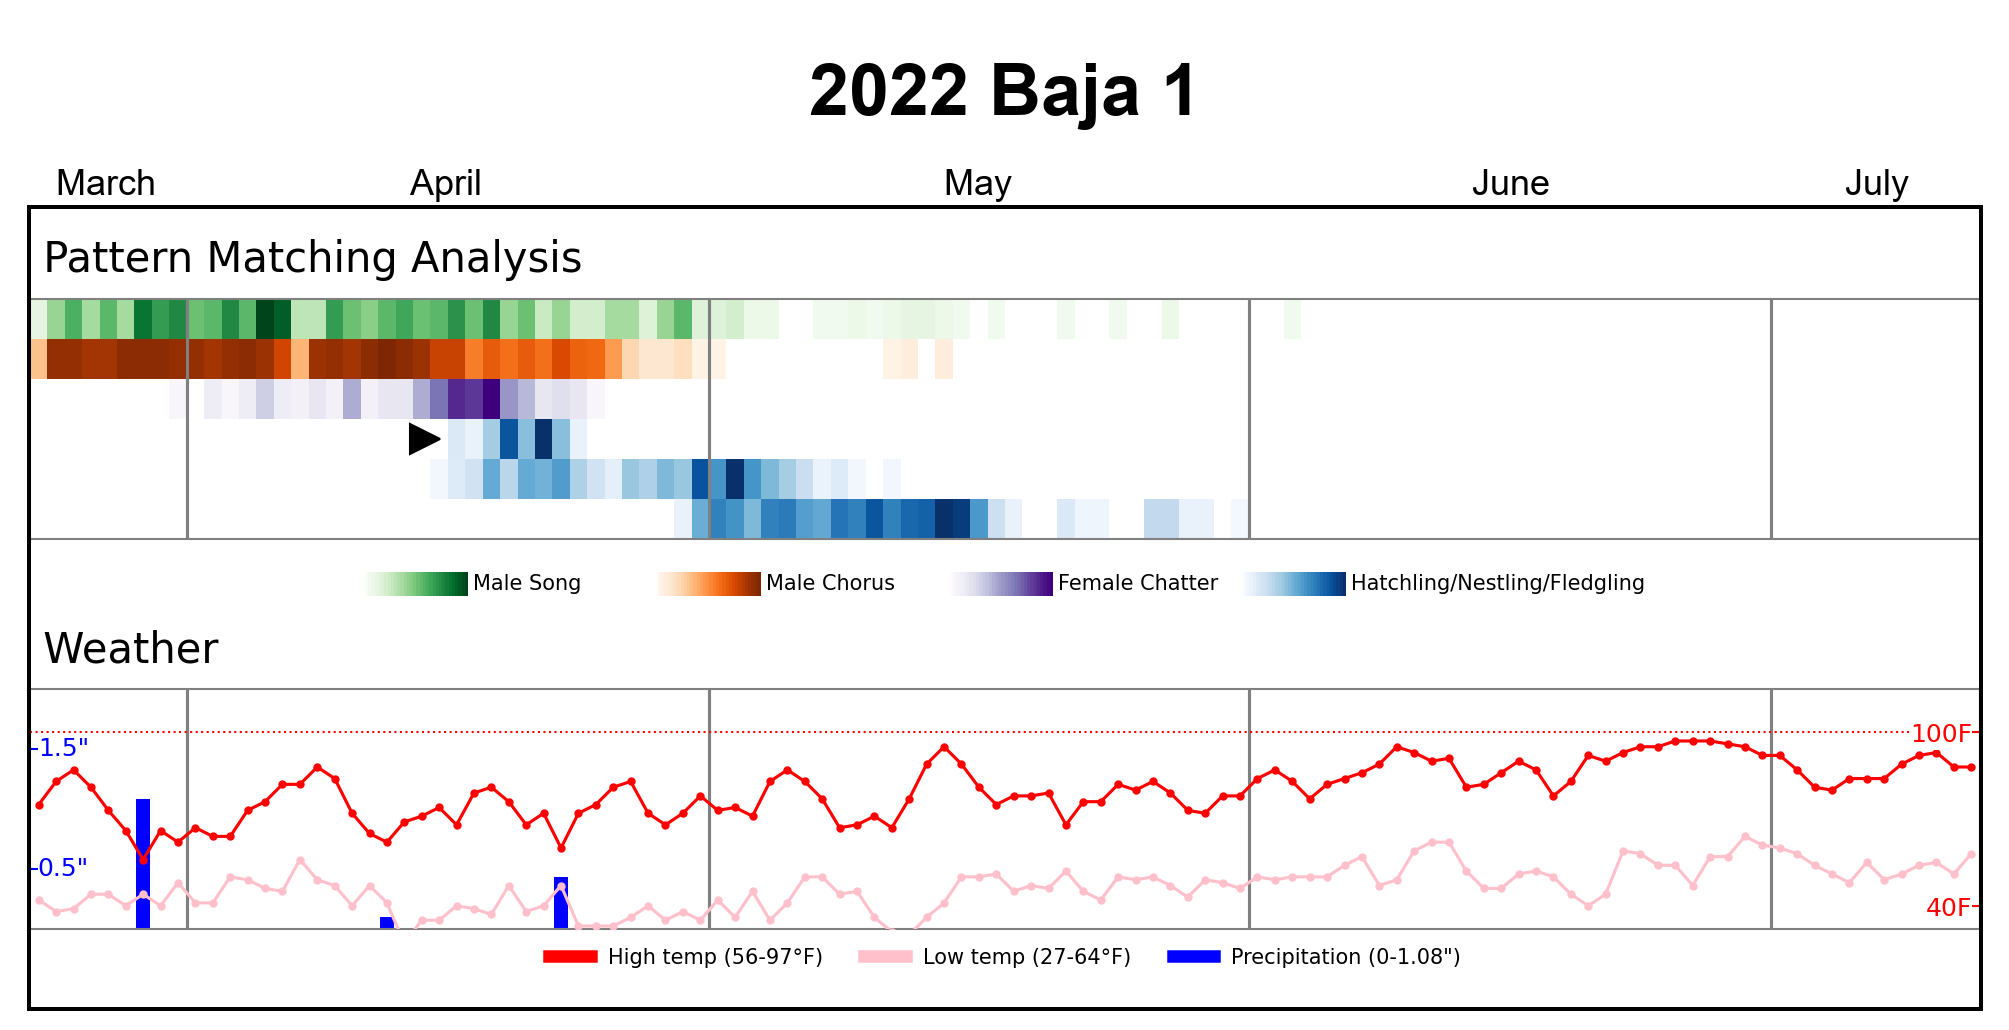 2022 Baja 1
March April May June July
Pattern Matching Analysis
Male Song Male Chorus Female Chatter Hatchling/Nestling/Fledgling
Weather
100F
1.5"
0.5"
40F
High temp (56-97°F) Low temp (27-64°F) Precipitation (0-1.08")